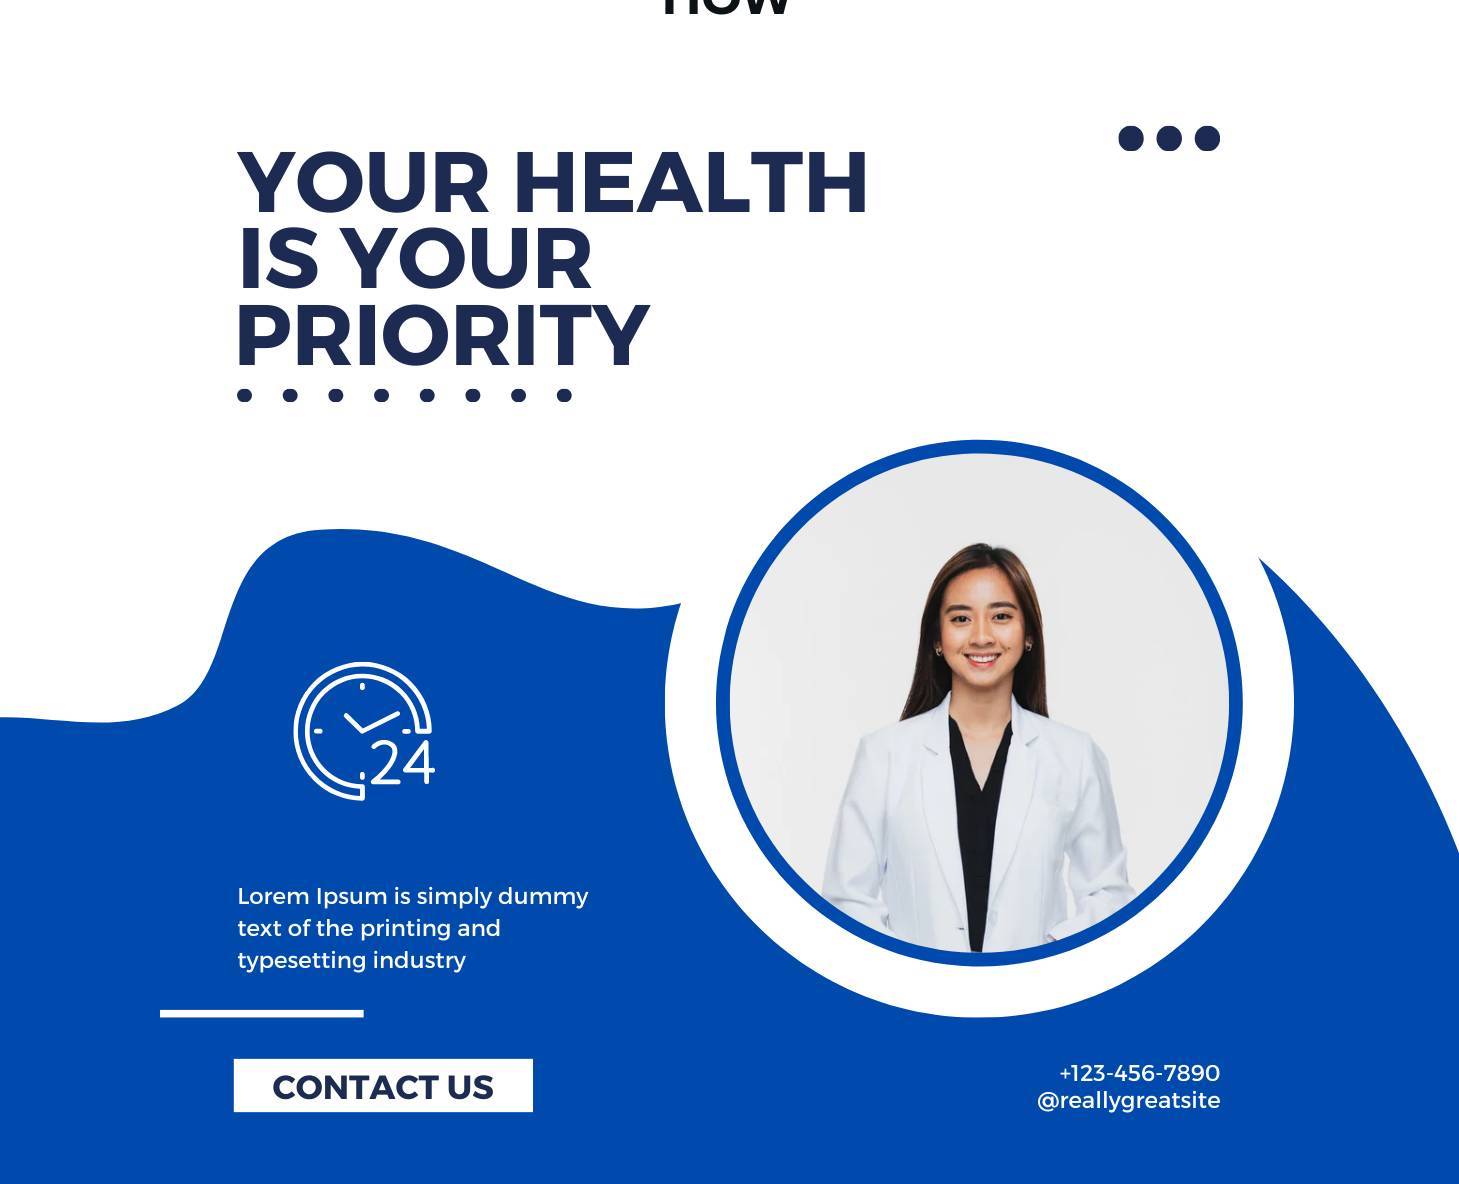 YOUR HEALTH
IS YOUR
PRIORITY
24
Lorem Ipsum is simply dummy
text of the printing and
typesetting industry
CONTACT US
+123-456-7890
@reallygreatsite